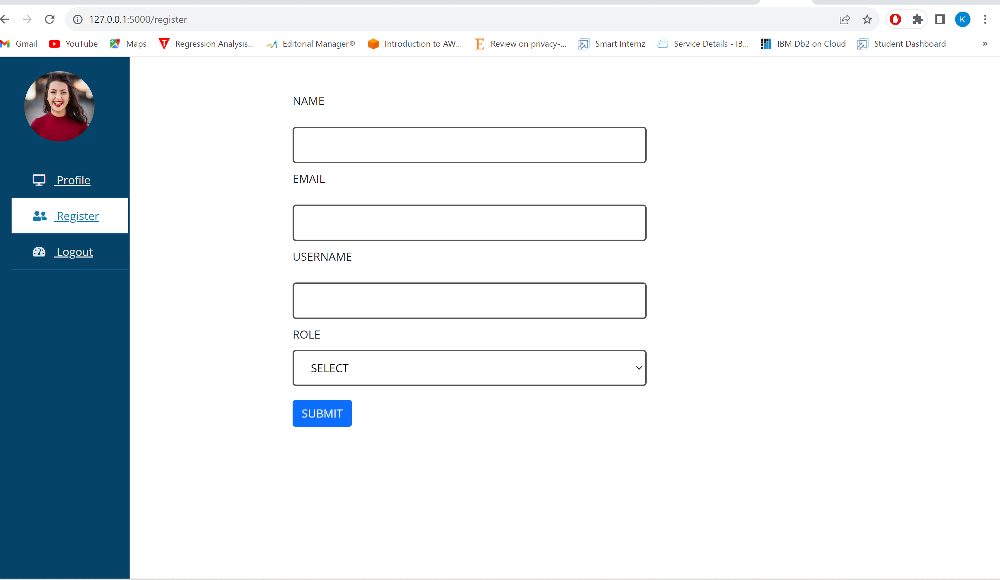 127.0.0.1:5000/register
K
Gmail YouTube Maps Regression Analysis... Editorial Manager® Introduction to AW... Review on privacy-... Smart Internz Service Details - IB... IBM Db2 on Cloud Student Dashboard »
NAME
EMAIL
Profile
Register
USERNAME
Logout
ROLE
SELECT
SUBMIT